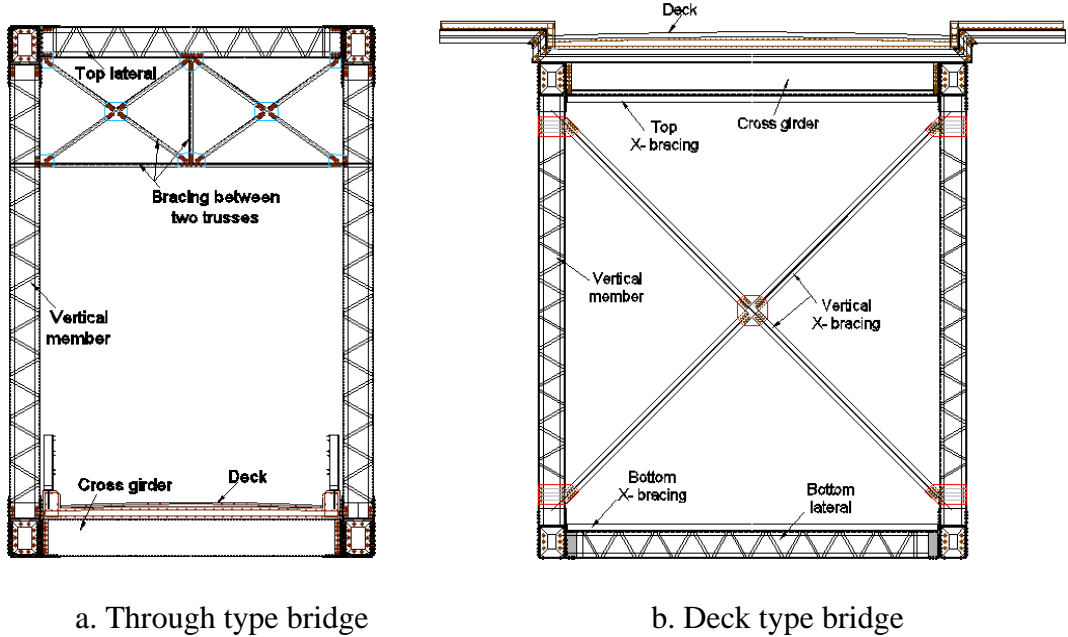 Top lateral
Bracing between
two trusses
Vertical
member
Cross girder
Deck
a. Through type bridge
Deck
Top
X- bracing
Cross girder
Vertical
member
Vertical
X- bracing
Bottom
X- bracing
Bottom
lateral
b. Deck type bridge